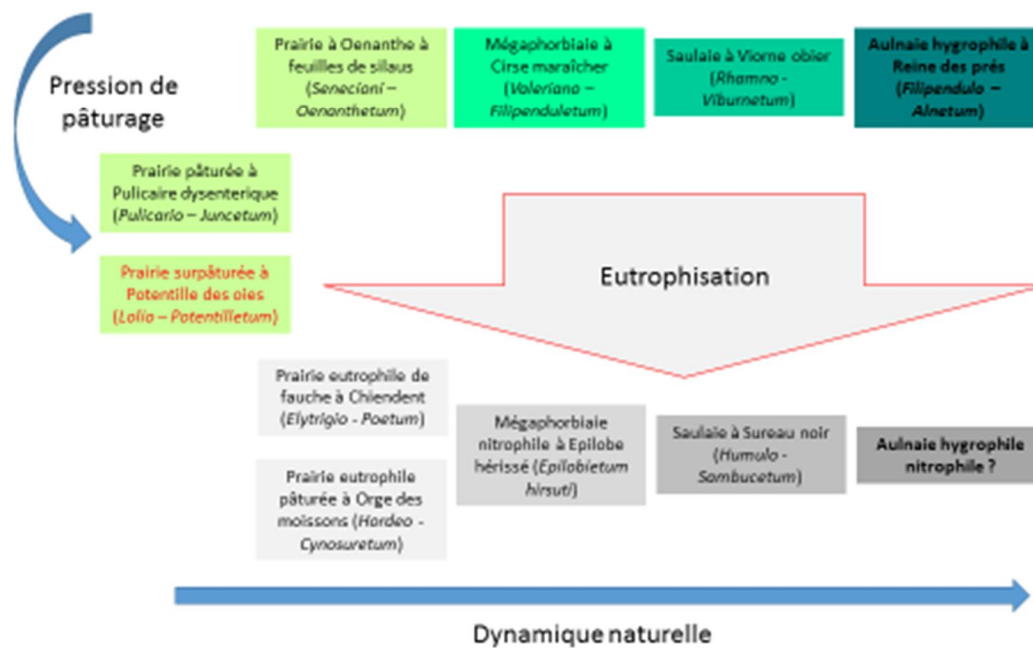 Pression de
pâturage
Prairie à Oenanthe à
feuilles de silaus
(Senecioni –
Oenanthetum)
Mégaphorbiaie à
Cirse maraîcher
(Valeriano –
Filipenduletum)
Saulaie à Viorne obier
(Rhamno -
Viburnetum)
Aulnaie hygrophile à
Reine des prés
(Filipendulo –
Alnetum)
Prairie pâturée à
Pulicaire dysenterique
(Pulicario – Juncetum)
Prairie surpâturée à
Potentille des oies
(Lolio – Potentilletum)
Eutrophisation
Prairie eutrophile de
fauche à Chiendent
(Elytrigio - Poetum)
Prairie eutrophile
pâturée à Orge des
moissons (Hordeo -
Cynosuretum)
Mégaphorbiaie
nitrophile à Epilobe
hérissé (Epilobietum
hirsuti)
Saulaie à Sureau noir
(Humulo -
Sambucetum)
Aulnaie hygrophile
nitrophile ?
Dynamique naturelle